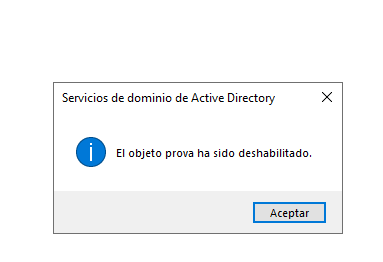 Servicios de dominio de Active Directory
El objeto prova ha sido deshabilitado.
Aceptar